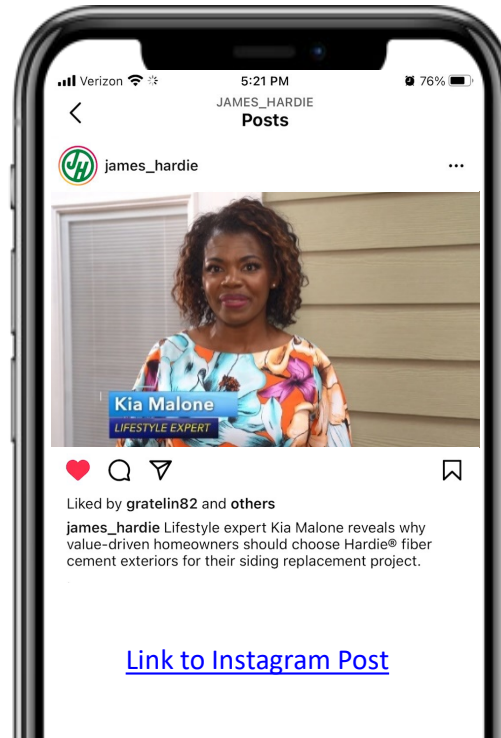 Verizon 5:21 PM 76%
JAMES_HARDIE
Posts
JH james_hardie ...
Kia Malone
LIFESTYLE EXPERT
Liked by gratelin82 and others
james_hardie Lifestyle expert Kia Malone reveals why
value-driven homeowners should choose Hardie® fiber
cement exteriors for their siding replacement project.
Link to Instagram Post